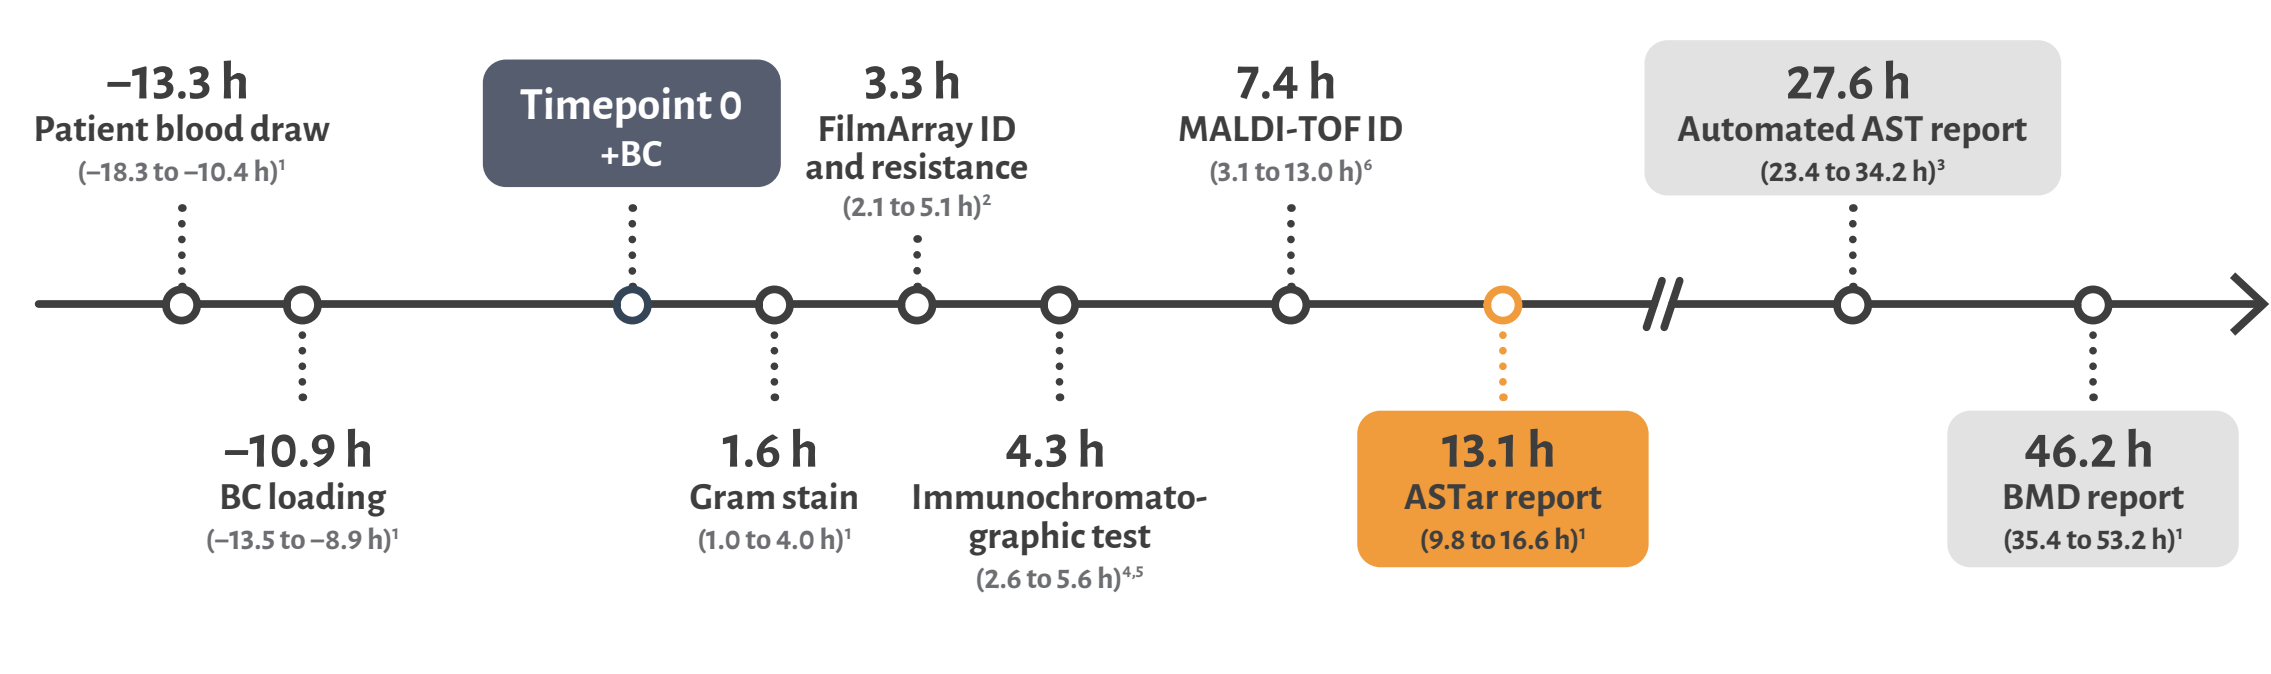 –13.3 h
Patient blood draw
(–18.3 to –10.4 h)¹
–10.9 h
BC loading
(–13.5 to –8.9 h)¹
Timepoint 0
+BC
1.6 h
Gram stain
(1.0 to 4.0 h)¹
3.3 h
FilmArray ID
and resistance
(2.1 to 5.1 h)²
4.3 h
Immunochromato-
graphic test
(2.6 to 5.6 h)⁴,⁵
7.4 h
MALDI-TOF ID
(3.1 to 13.0 h)⁶
13.1 h
ASTar report
(9.8 to 16.6 h)¹
27.6 h
Automated AST report
(23.4 to 34.2 h)³
46.2 h
BMD report
(35.4 to 53.2 h)¹